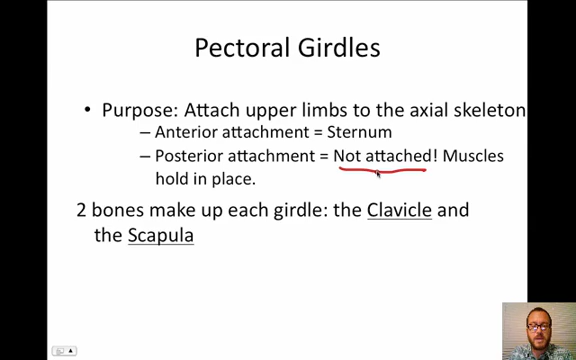 Pectoral Girdles
• Purpose: Attach upper limbs to the axial skeleton
– Anterior attachment = Sternum
– Posterior attachment = Not attached! Muscles
hold in place.
2 bones make up each girdle: the Clavicle and
the Scapula